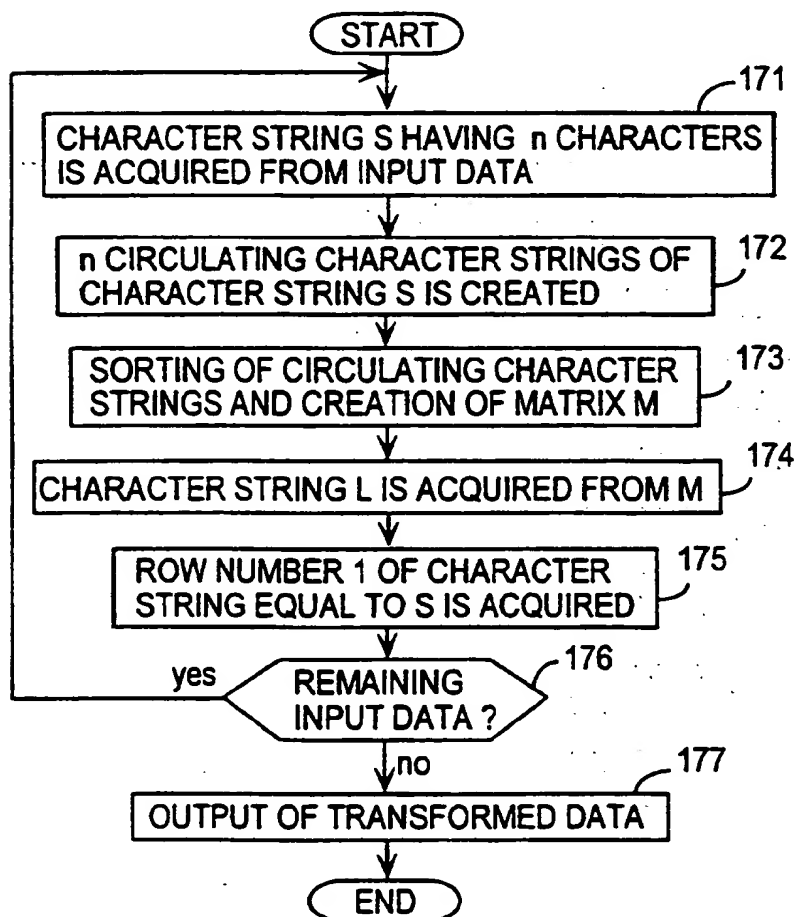 START
171
CHARACTER STRING S HAVING n CHARACTERS
IS ACQUIRED FROM INPUT DATA
172
n CIRCULATING CHARACTER STRINGS OF
CHARACTER STRING S IS CREATED
173
SORTING OF CIRCULATING CHARACTER
STRINGS AND CREATION OF MATRIX M
174
CHARACTER STRING L IS ACQUIRED FROM M
175
ROW NUMBER 1 OF CHARACTER
STRING EQUAL TO S IS ACQUIRED
176
yes
REMAINING
INPUT DATA ?
no
177
OUTPUT OF TRANSFORMED DATA
END